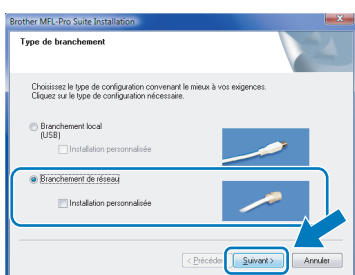 Brother MFL-Pro Suite Installation
Type de branchement
Choisissez le type de configuration convenant le mieux à vos exigences.
Cliquez sur le type de configuration nécessaire.
Branchement local
(USB)
Installation personnalisée
Branchement de réseau
Installation personnalisée
< Précéder
Suivant >
Annuler